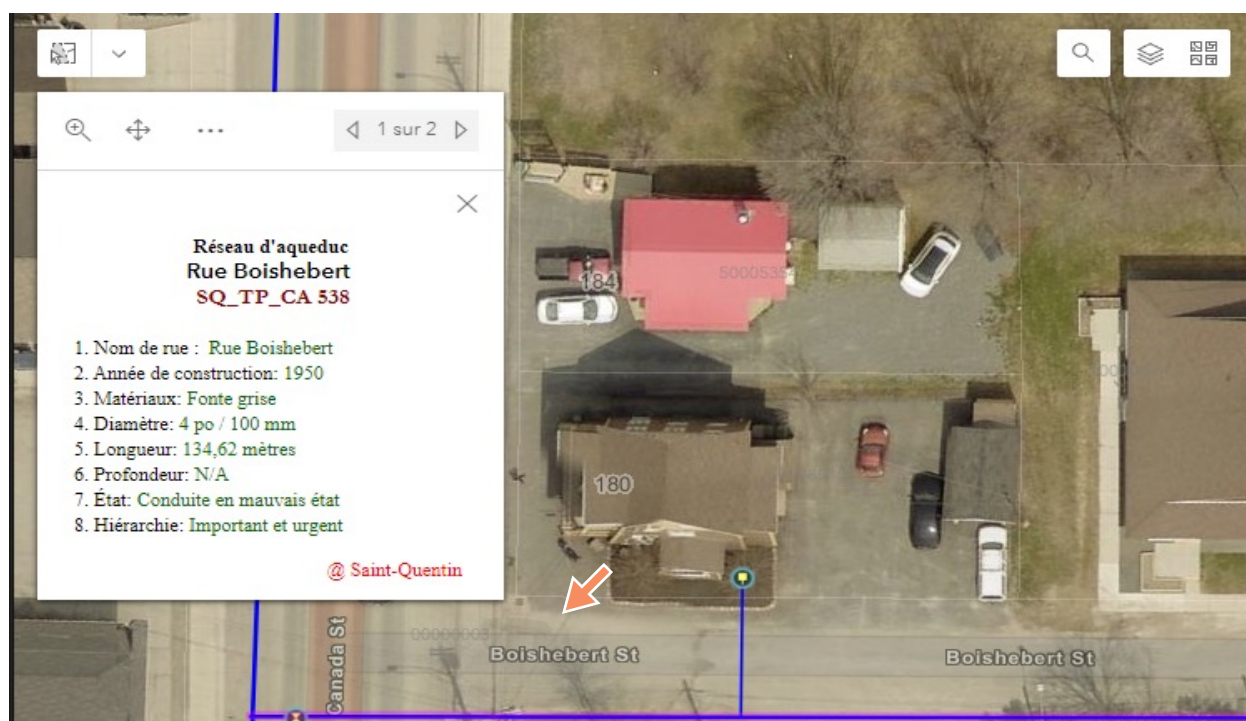 1 sur 2
Réseau d'aqueduc
Rue Boishebert
SQ_TP_CA 538
1. Nom de rue : Rue Boishebert
2. Année de construction: 1950
3. Matériaux: Fonte grise
4. Diamètre: 4 po / 100 mm
5. Longueur: 134,62 mètres
6. Profondeur: N/A
7. État: Conduite en mauvais état
8. Hiérarchie: Important et urgent
@ Saint-Quentin
184
180
00000003
Canada St
Boishebert St
Boishebert St